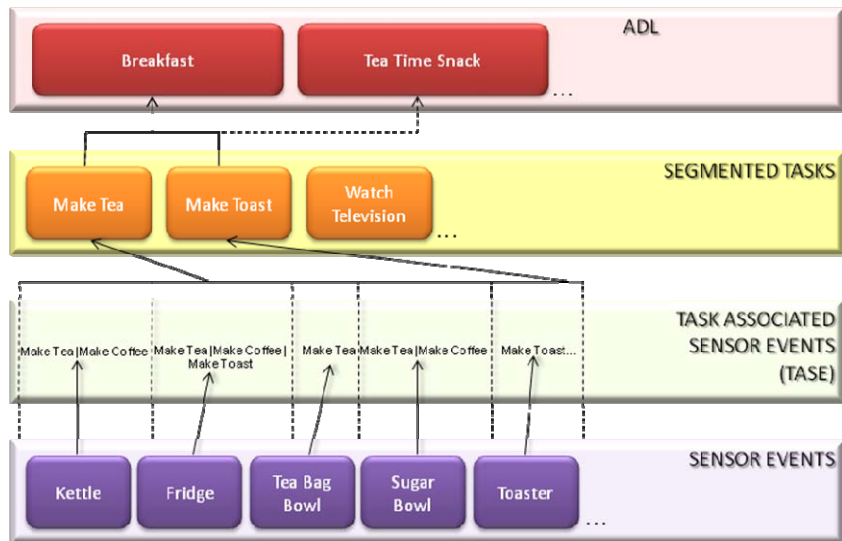 ADL
Breakfast
Tea Time Snack
...
SEGMENTED TASKS
Make Tea
Make Toast
Watch
Television
...
TASK ASSOCIATED
SENSOR EVENTS
(TASE)
Make Tea|Make Coffee
Make Tea|Make Coffee|
Make Toast
Make Tea
Make Tea|Make Coffee
Make Toast...
SENSOR EVENTS
Kettle
Fridge
Tea Bag
Bowl
Sugar
Bowl
Toaster
...